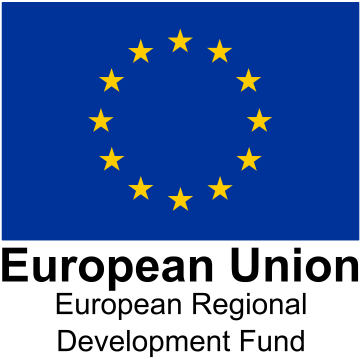 European Union
European Regional
Development Fund